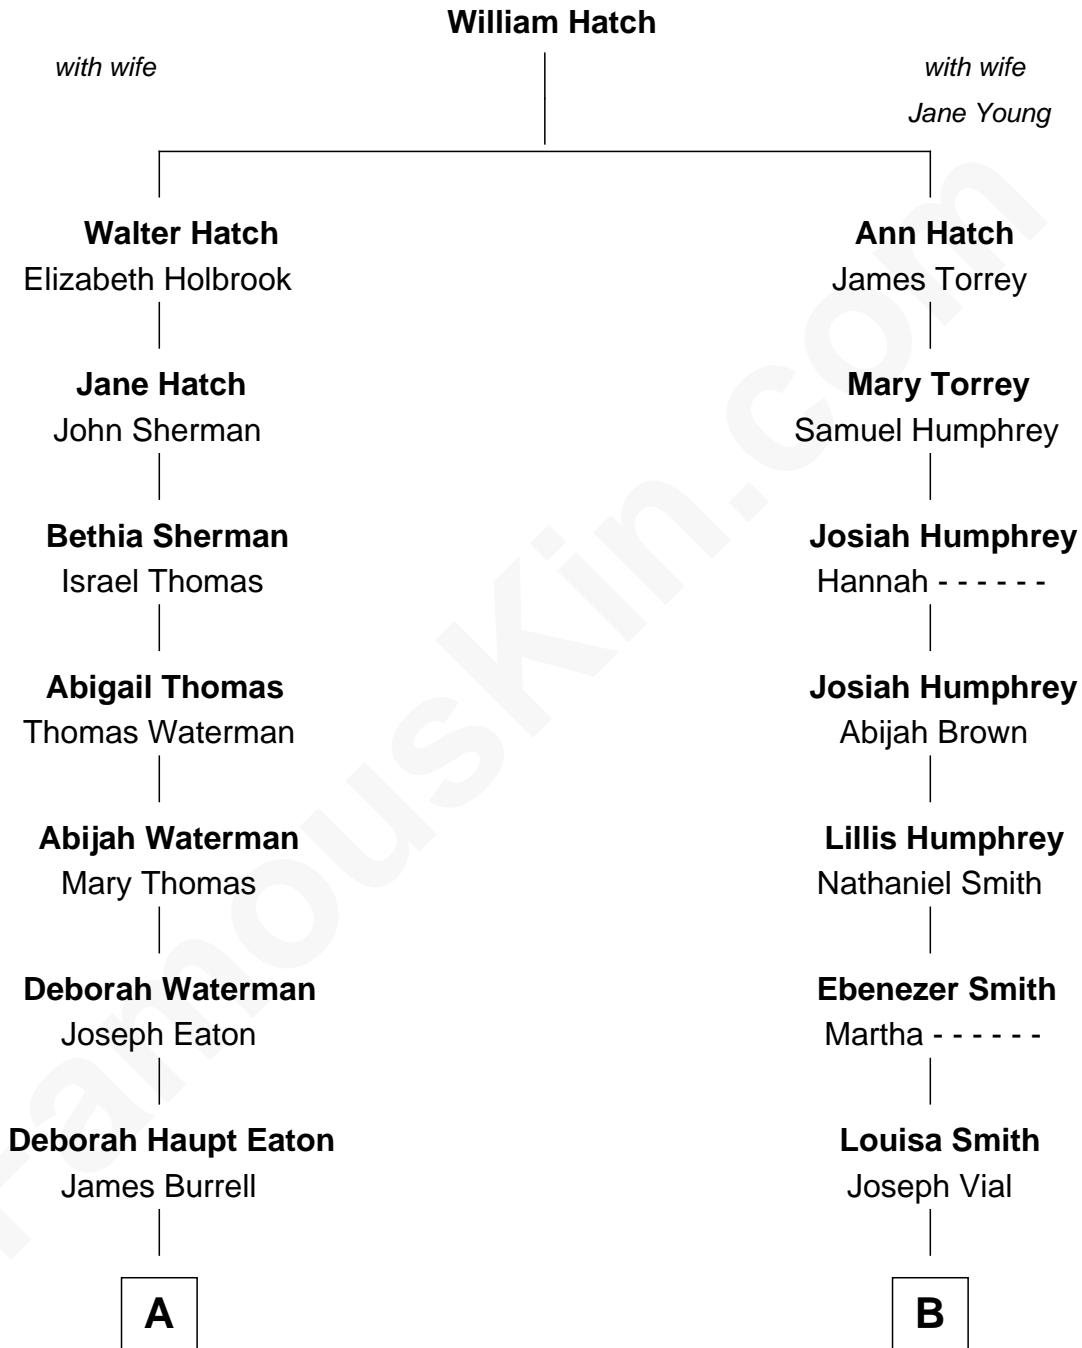 William Hatch
with wife
with wife
Jane Young
Walter Hatch
Elizabeth Holbrook
Ann Hatch
James Torrey
Jane Hatch
John Sherman
Mary Torrey
Samuel Humphrey
Bethia Sherman
Israel Thomas
Josiah Humphrey
Hannah - - - - - -
Abigail Thomas
Thomas Waterman
Josiah Humphrey
Abijah Brown
Abijah Waterman
Mary Thomas
Lillis Humphrey
Nathaniel Smith
Deborah Waterman
Joseph Eaton
Ebenezer Smith
Martha - - - - - -
Deborah Haupt Eaton
James Burrell
Louisa Smith
Joseph Vial
A
B
FamousKin.com